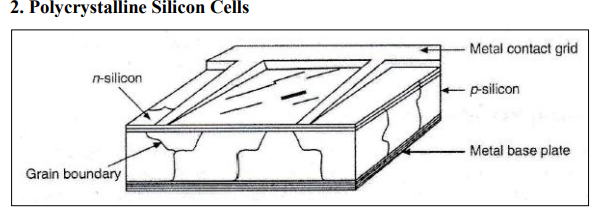 2. Polycrystalline Silicon Cells
Metal contact grid
n-silicon
p-silicon
Metal base plate
Grain boundary